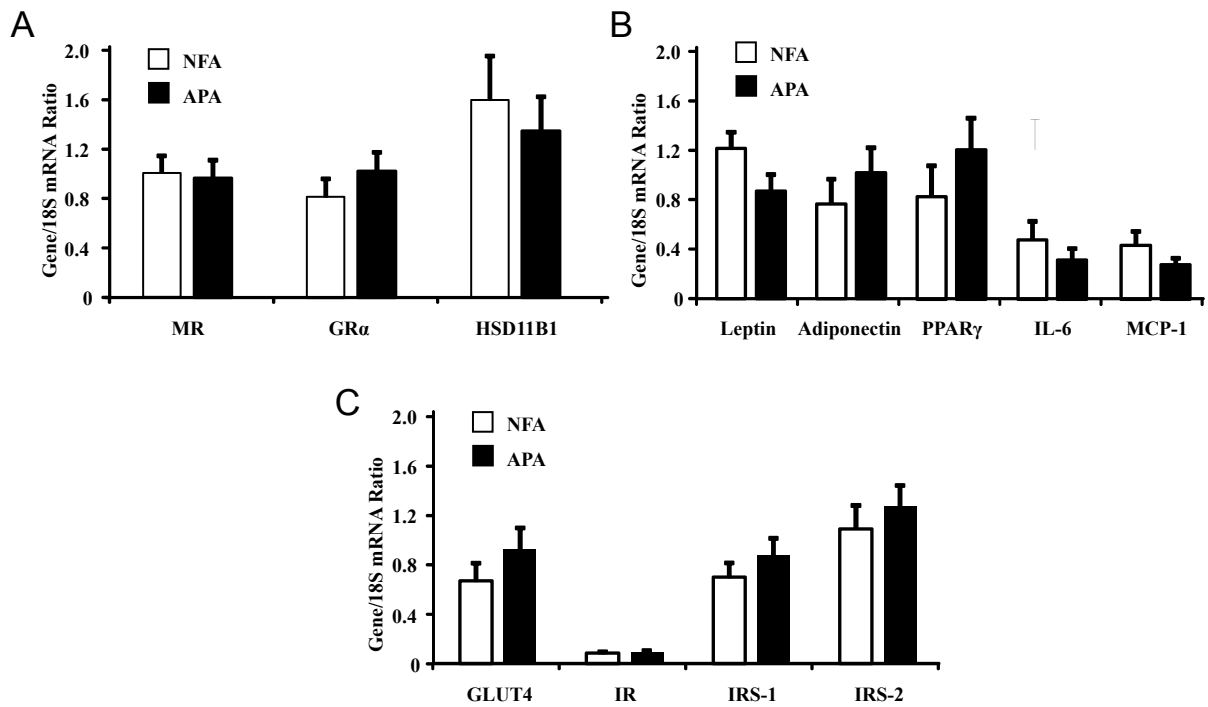 A
Gene/18S mRNA Ratio
2.0
1.6
1.2
0.8
0.4
0
NFA
APA
MR GRα HSD11B1
B
Gene/18S mRNA Ratio
2.0
1.6
1.2
0.8
0.4
0
NFA
APA
Leptin Adiponectin PPARγ IL-6 MCP-1
C
Gene/18S mRNA Ratio
2.0
1.6
1.2
0.8
0.4
0
NFA
APA
GLUT4 IR IRS-1 IRS-2